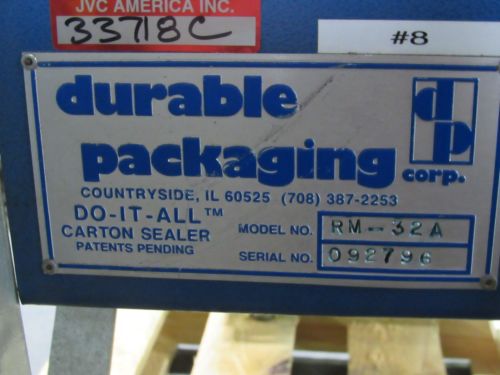 JVC AMERICA INC.
33718C
#8
durable
packaging
dp
corp.
COUNTRYSIDE, IL 60525 (708) 387-2253
DO-IT-ALL™
CARTON SEALER
PATENTS PENDING
MODEL NO. RM-32A
SERIAL NO. 092796